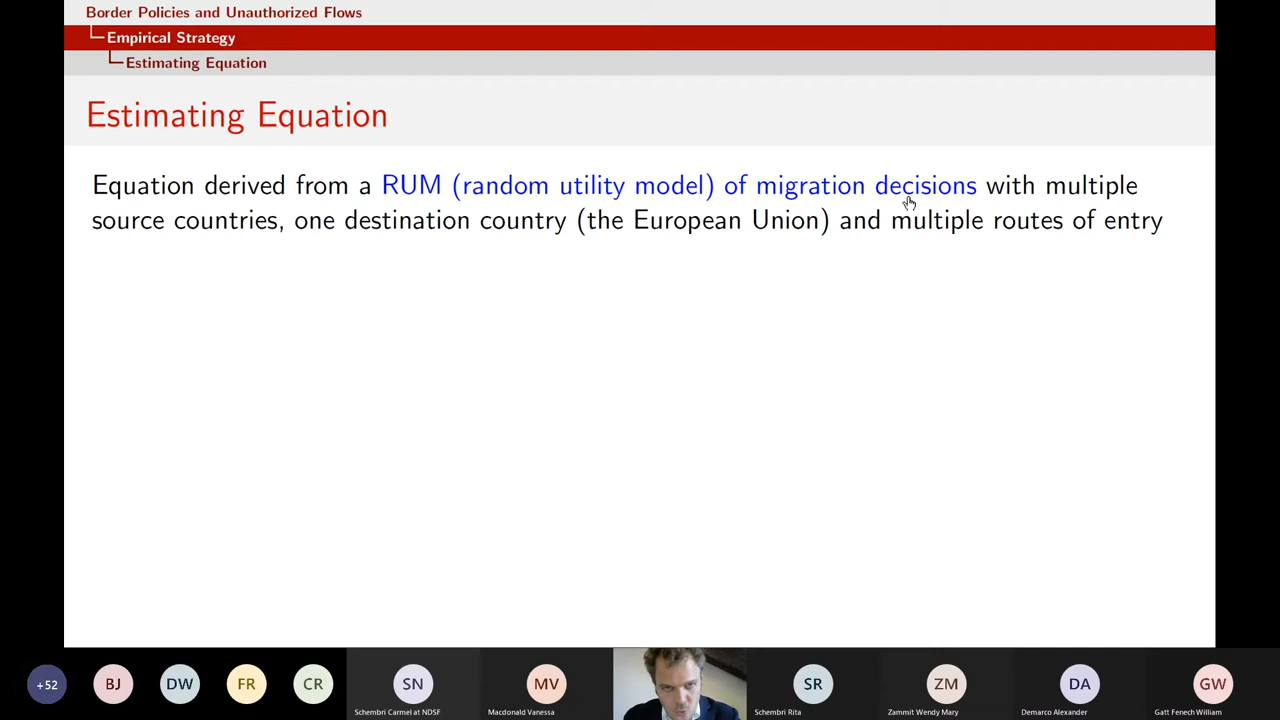 Border Policies and Unauthorized Flows
Empirical Strategy
Estimating Equation
Estimating Equation
Equation derived from a RUM (random utility model) of migration decisions with multiple
source countries, one destination country (the European Union) and multiple routes of entry
+52
BJ
DW
FR
CR
SN
Schembri Carmel at NDSF
MV
Macdonald Vanessa
SR
Schembri Rita
ZM
Zammit Wendy Mary
DA
Demarco Alexander
GW
Gatt Fenech William